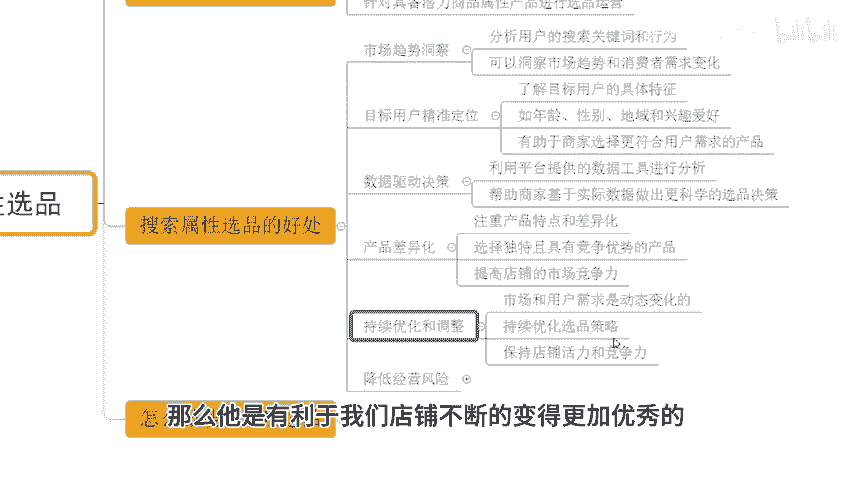 针对具备潜力商品属性产品进行选品运营
bilibili
市场趋势洞察
分析用户的搜索关键词和行为
可以洞察市场趋势和消费者需求变化
目标用户精准定位
了解目标用户的具体特征
如年龄、性别、地域和兴趣爱好
有助于商家选择更符合用户需求的产品
性选品
搜索属性选品的好处
数据驱动决策
利用平台提供的数据工具进行分析
帮助商家基于实际数据做出更科学的选品决策
产品差异化
注重产品特点和差异化
选择独特且具有竞争优势的产品
提高店铺的市场竞争力
持续优化和调整
市场和用户需求是动态变化的
持续优化选品策略
保持店铺活力和竞争力
降低经营风险
怎
那么他是有利于我们店铺不断的变得更加优秀的